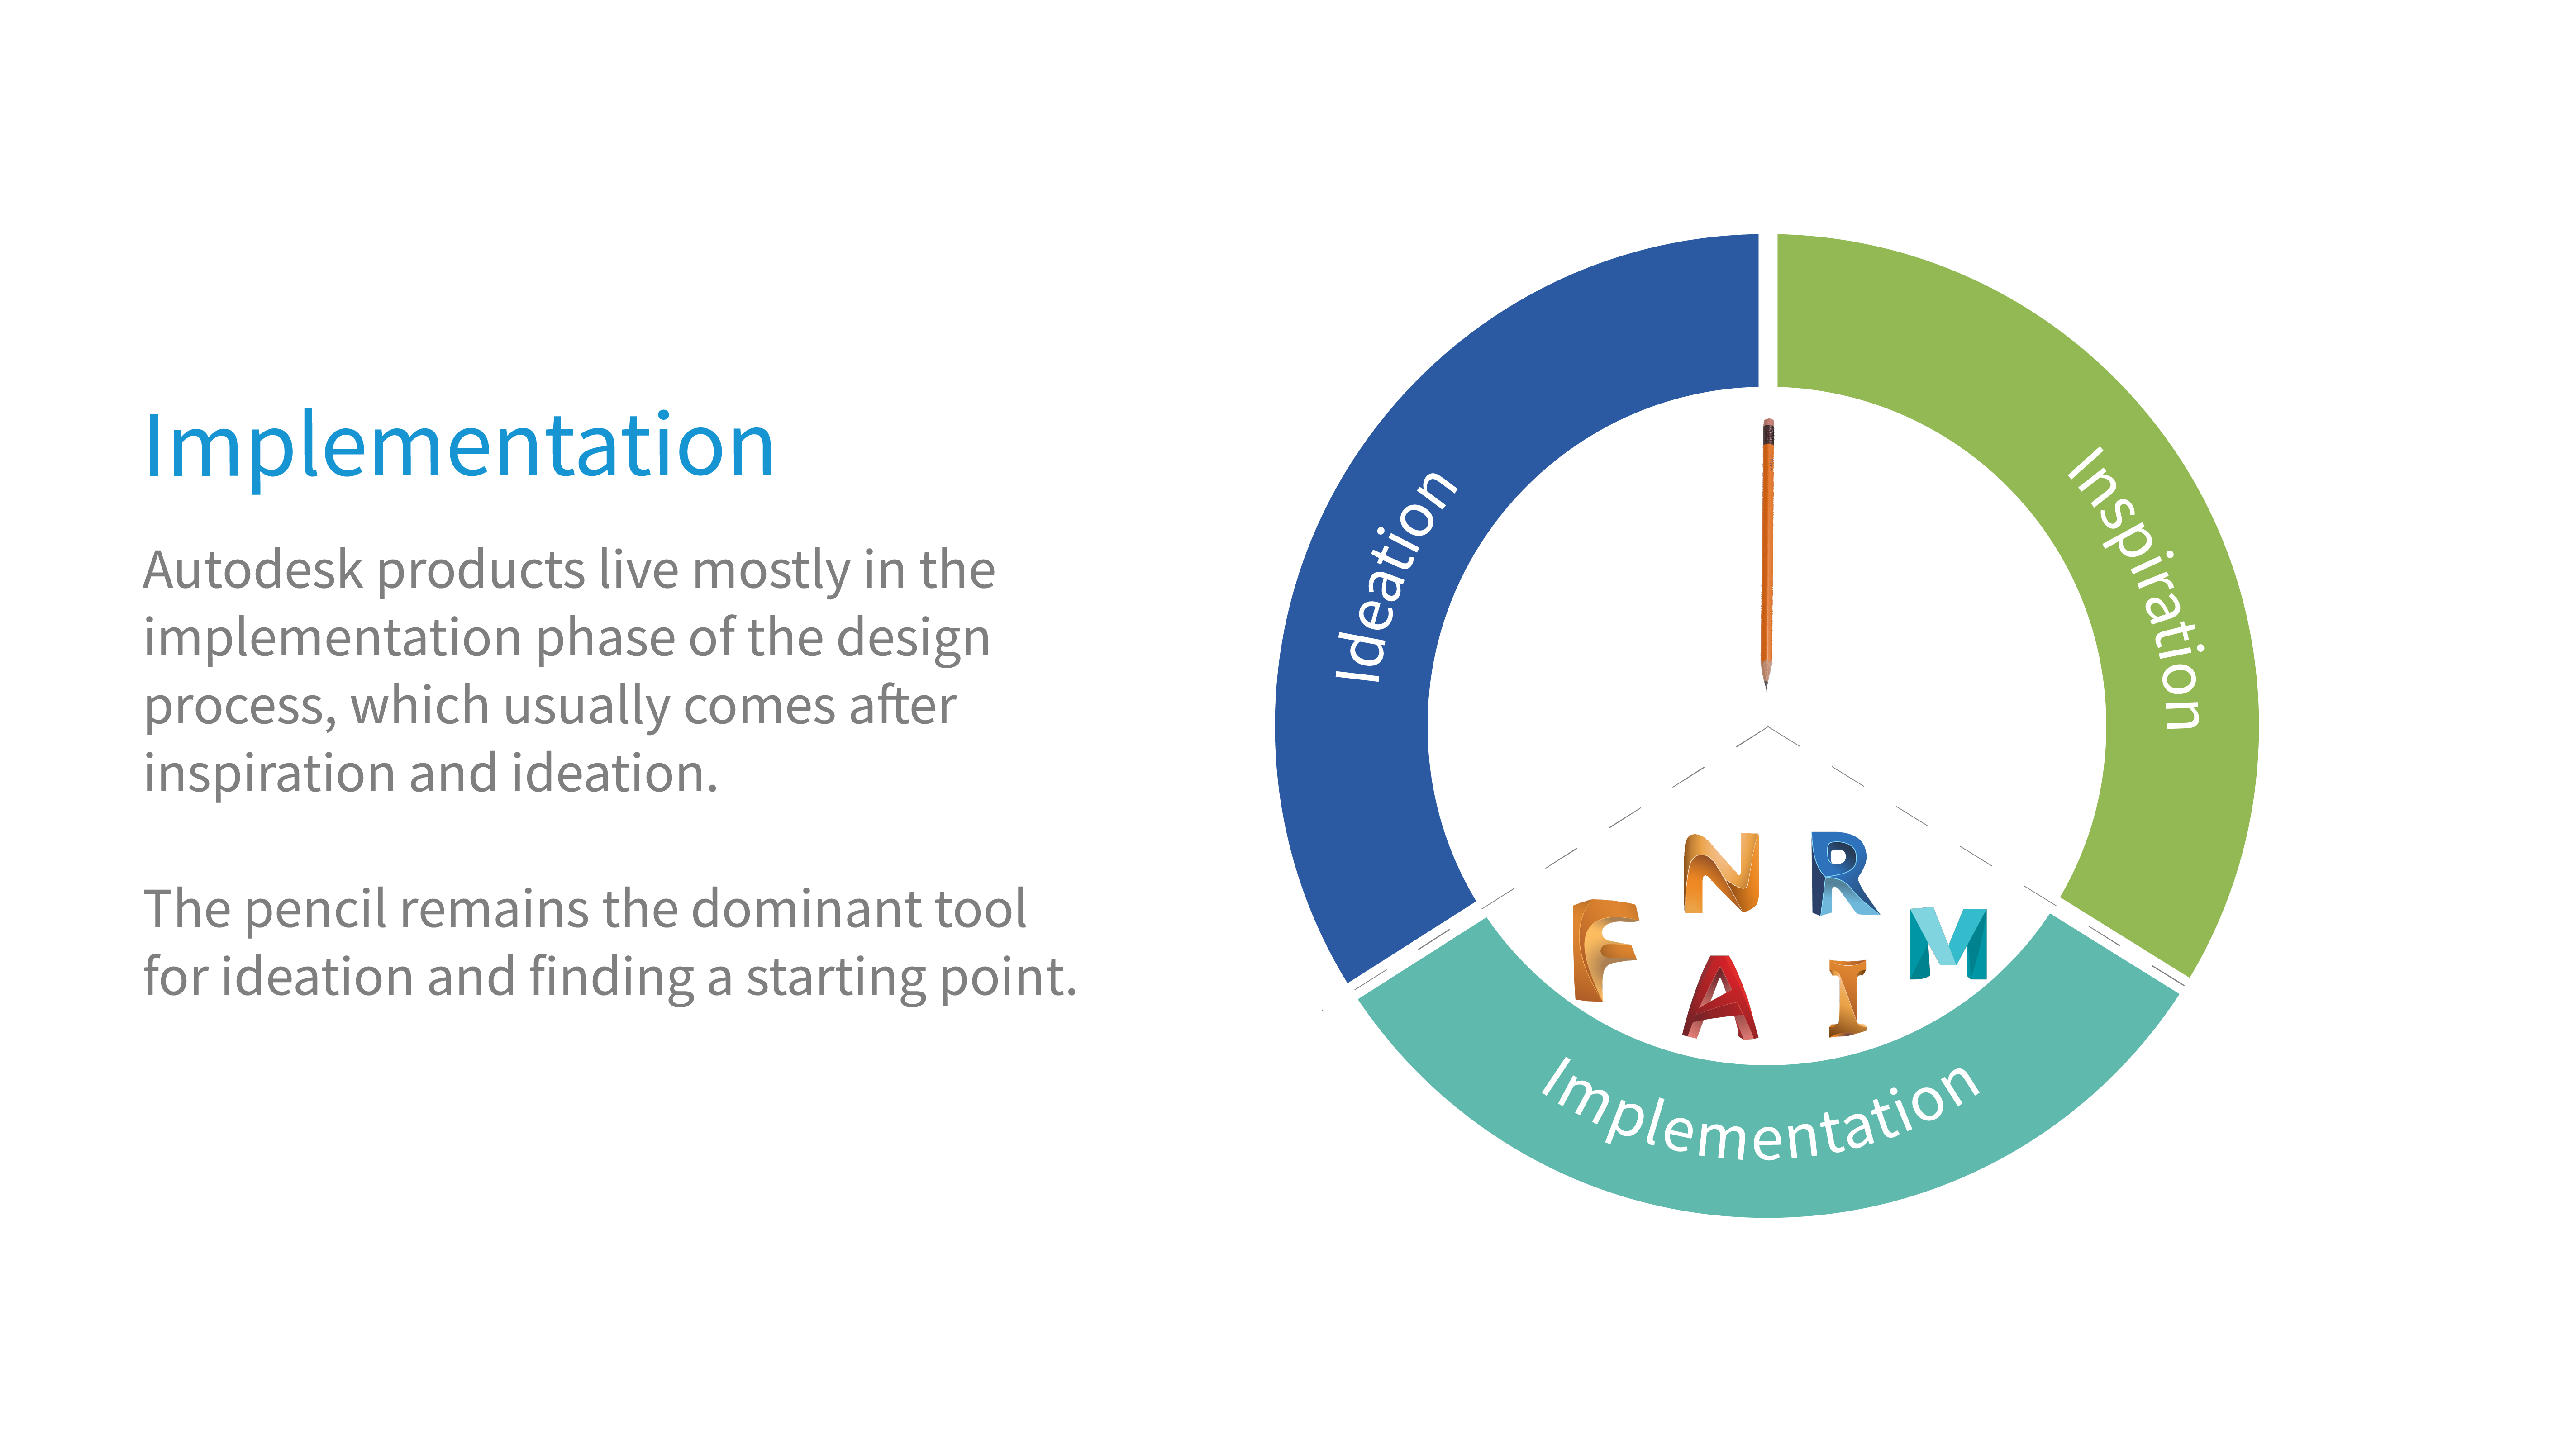 Implementation
Autodesk products live mostly in the
implementation phase of the design
process, which usually comes after
inspiration and ideation.
The pencil remains the dominant tool
for ideation and finding a starting point.
Ideation
Inspiration
N R
F M
A I
Implementation